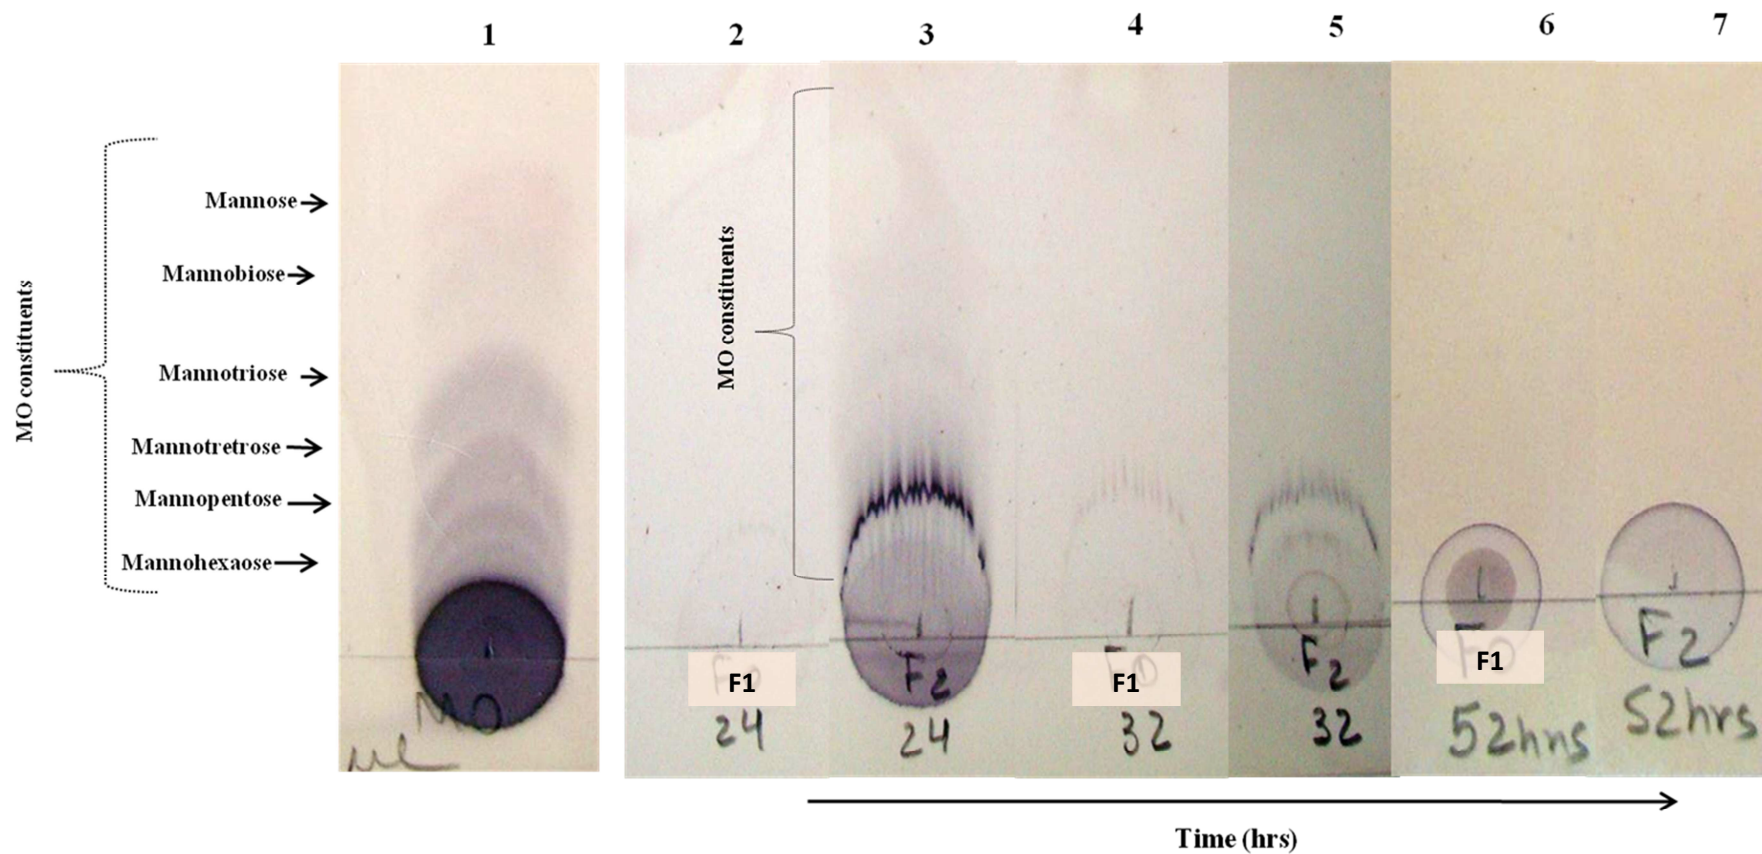 1 2 3 4 5 6 7
MO constituents
Mannose
Mannobiose
Mannotriose
Mannotretrose
Mannopentose
Mannohexaose
MO constituents
MO
F1
F2
F1
F2
F1
F2
24
24
32
32
52hrs
52hrs
Time (hrs)